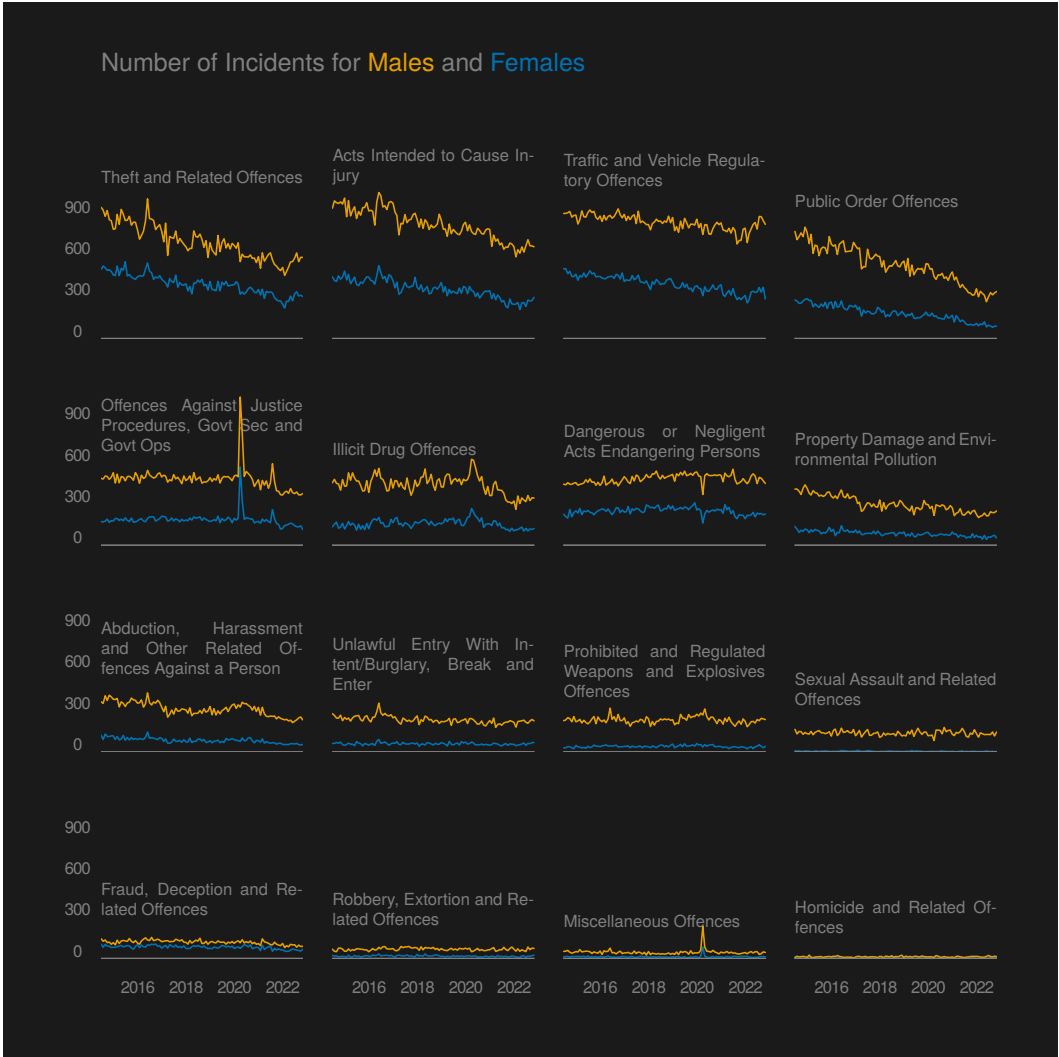 Number of Incidents for Males and Females
Theft and Related Offences
Acts Intended to Cause In-
jury
Traffic and Vehicle Regula-
tory Offences
Public Order Offences
900
600
300
0
Offences Against Justice
Procedures, Govt Sec and
Govt Ops
Illicit Drug Offences
Dangerous or Negligent
Acts Endangering Persons
Property Damage and Envi-
ronmental Pollution
900
600
300
0
Abduction, Harassment
and Other Related Of-
fences Against a Person
Unlawful Entry With In-
tent/Burglary, Break and
Enter
Prohibited and Regulated
Weapons and Explosives
Offences
Sexual Assault and Related
Offences
900
600
300
0
Fraud, Deception and Re-
lated Offences
Robbery, Extortion and Re-
lated Offences
Miscellaneous Offences
Homicide and Related Of-
fences
900
600
300
0
2016 2018 2020 2022
2016 2018 2020 2022
2016 2018 2020 2022
2016 2018 2020 2022